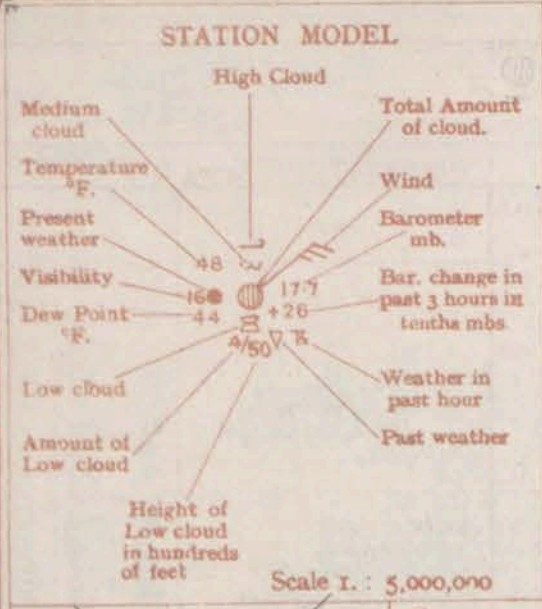 STATION MODEL
High Cloud
Medium
cloud
Total Amount
of cloud.
Temperature
°F.
Wind
Present
weather
Barometer
mb.
Visibility
Bar. change in
past 3 hours in
tenths mbs
Dew Point
°F.
48
16
17·7
44
+26
4/50
Low cloud
Weather in
past hour
Amount of
Low cloud
Past weather
Height of
Low cloud
in hundreds
of feet
Scale 1. : 5,000,000